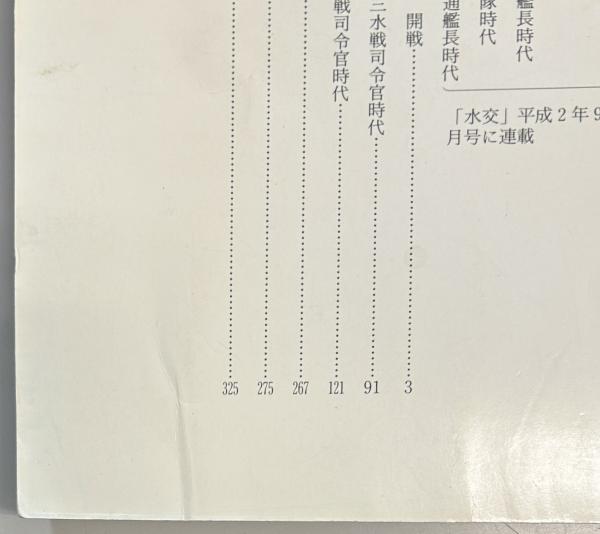 艦長時代
隊時代
艦長時代
「水交」平成2年9
月号に連載
開戦……3
三水戦司令官時代……91
戦司令官時代……121
……267
……275
……325